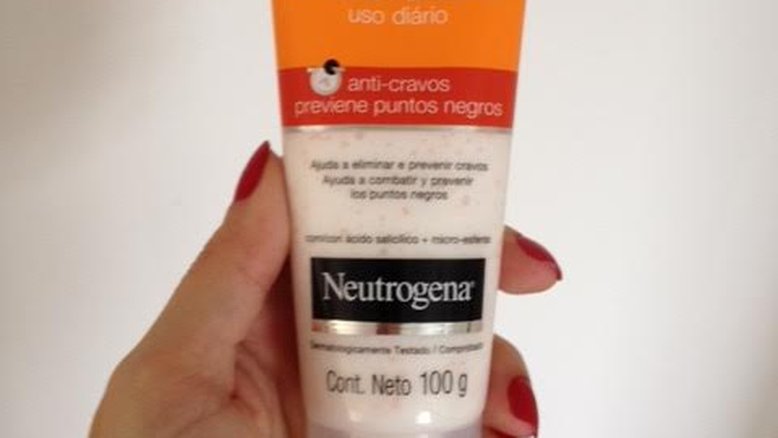 uso diário
anti-cravos
previene puntos negros
Ajuda a eliminar e prevenir cravos
Ayuda a combatir y prevenir
los puntos negros
com/con ácido salicílico + micro-esferas
Neutrogena®
Dermatologicamente Testado / Comprobado
Cont. Neto 100 g